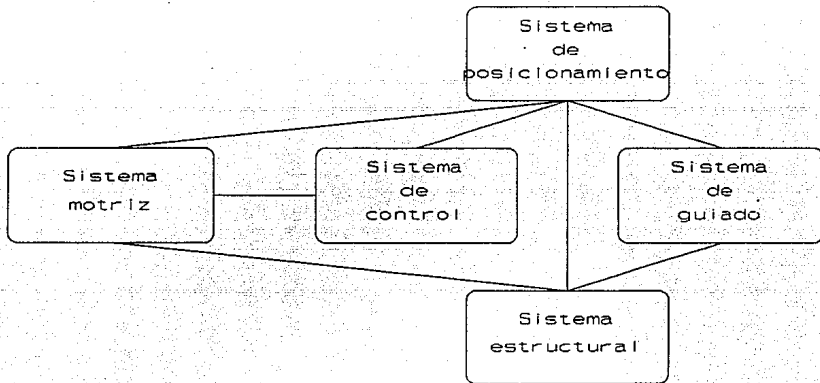 Sistema
de
posicionamiento
Sistema
motriz
Sistema
de
control
Sistema
de
guiado
Sistema
estructural